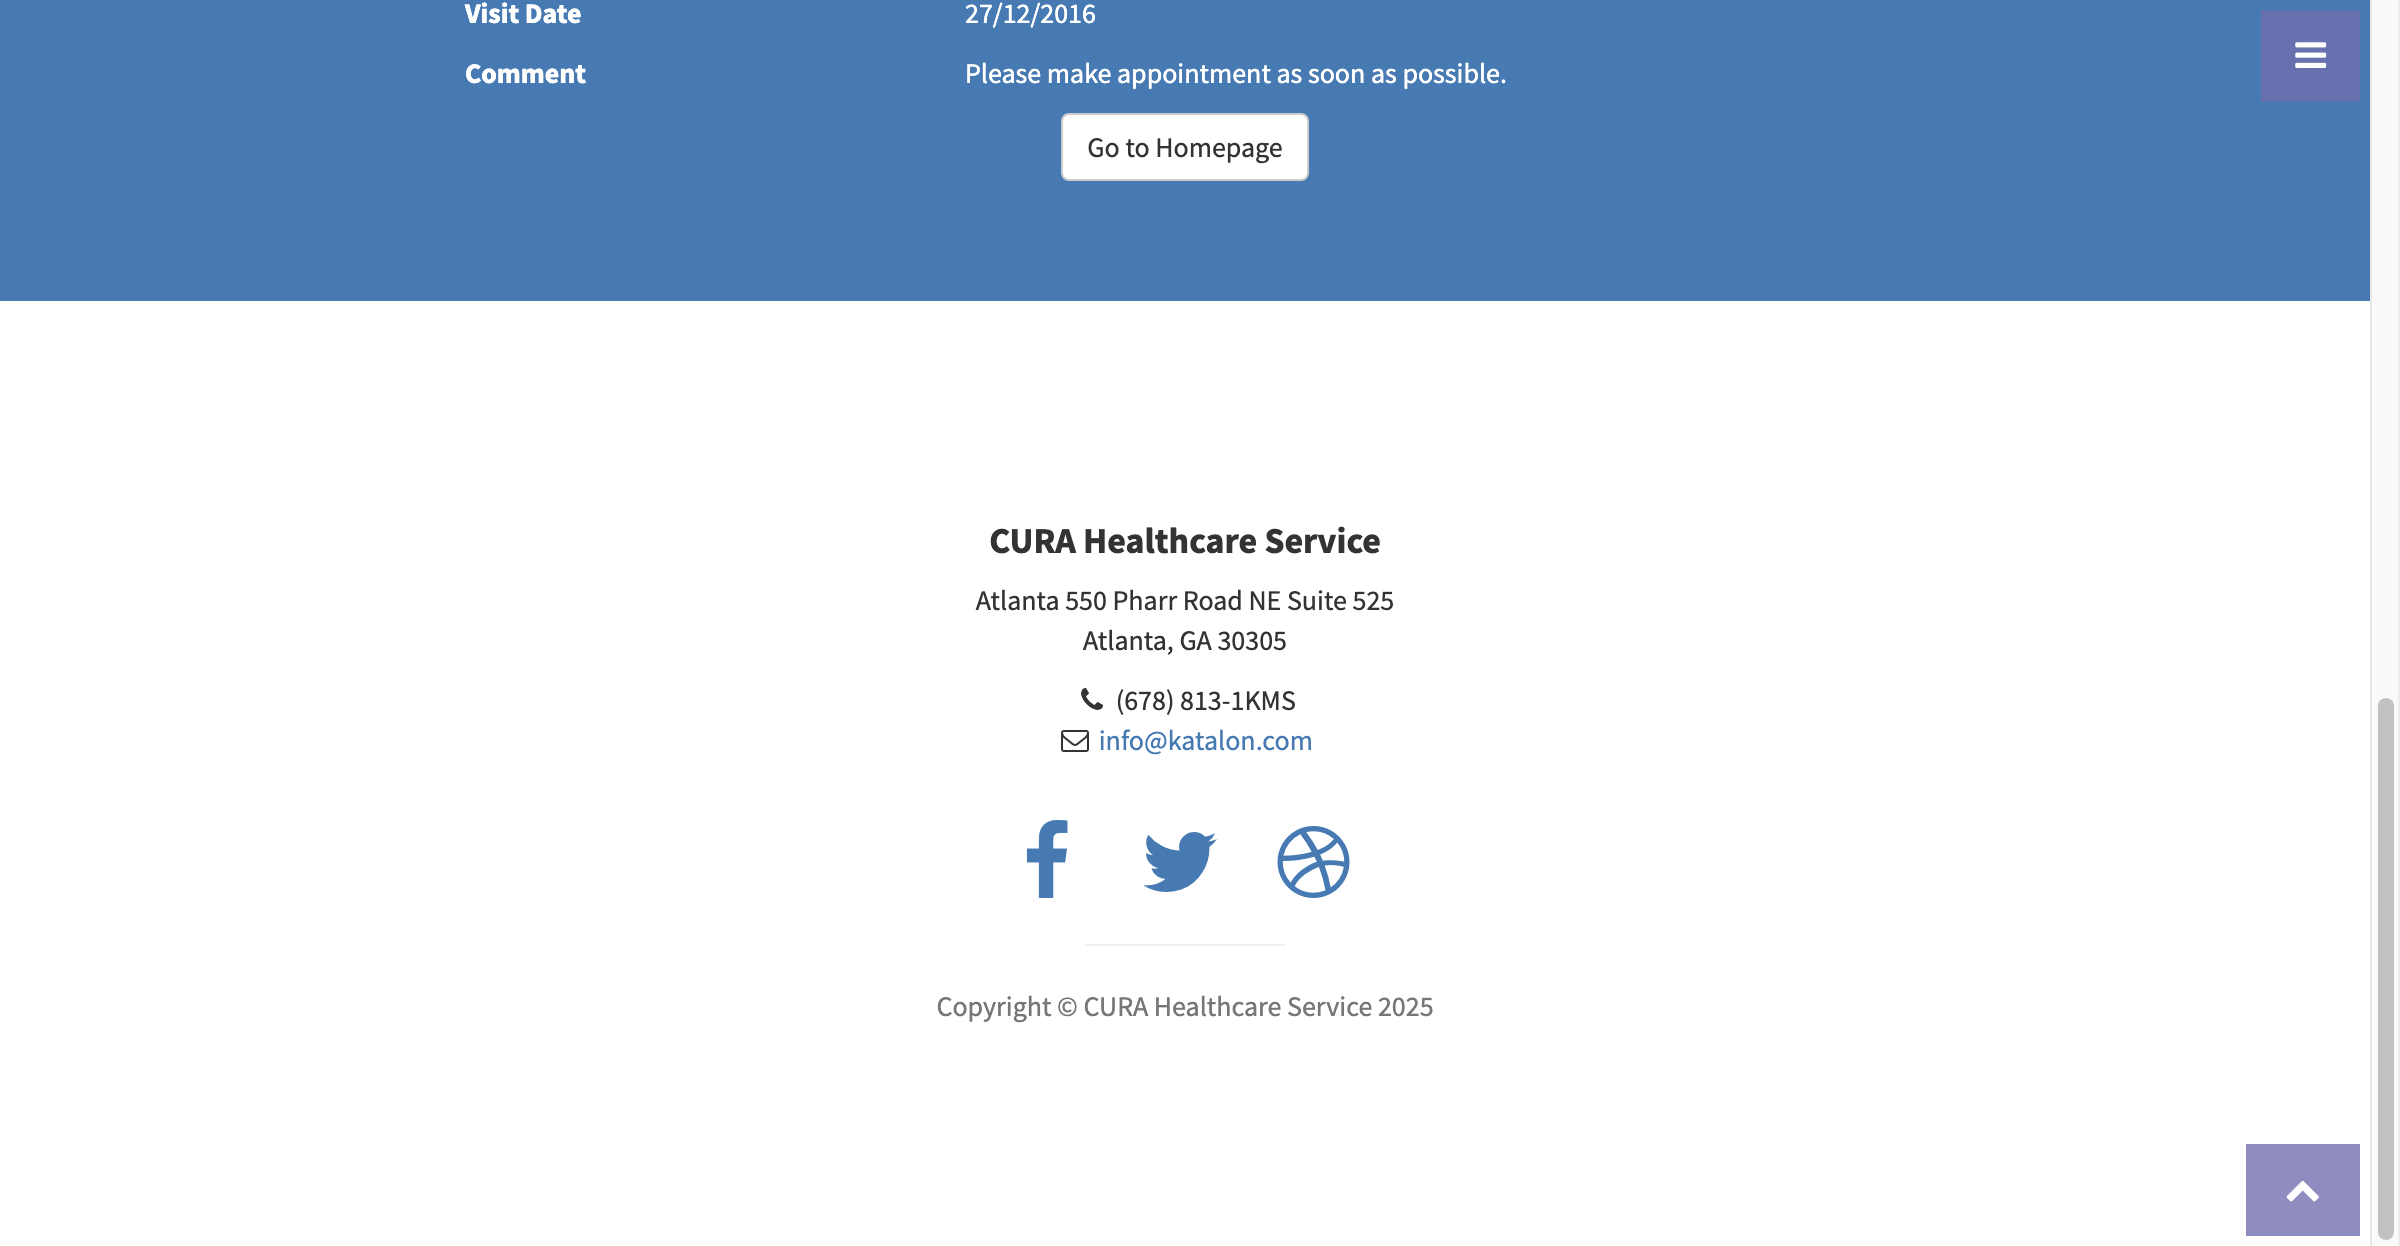 Visit Date 27/12/2016
Comment Please make appointment as soon as possible.
Go to Homepage
CURA Healthcare Service
Atlanta 550 Pharr Road NE Suite 525
Atlanta, GA 30305
(678) 813-1KMS
info@katalon.com
Copyright © CURA Healthcare Service 2025